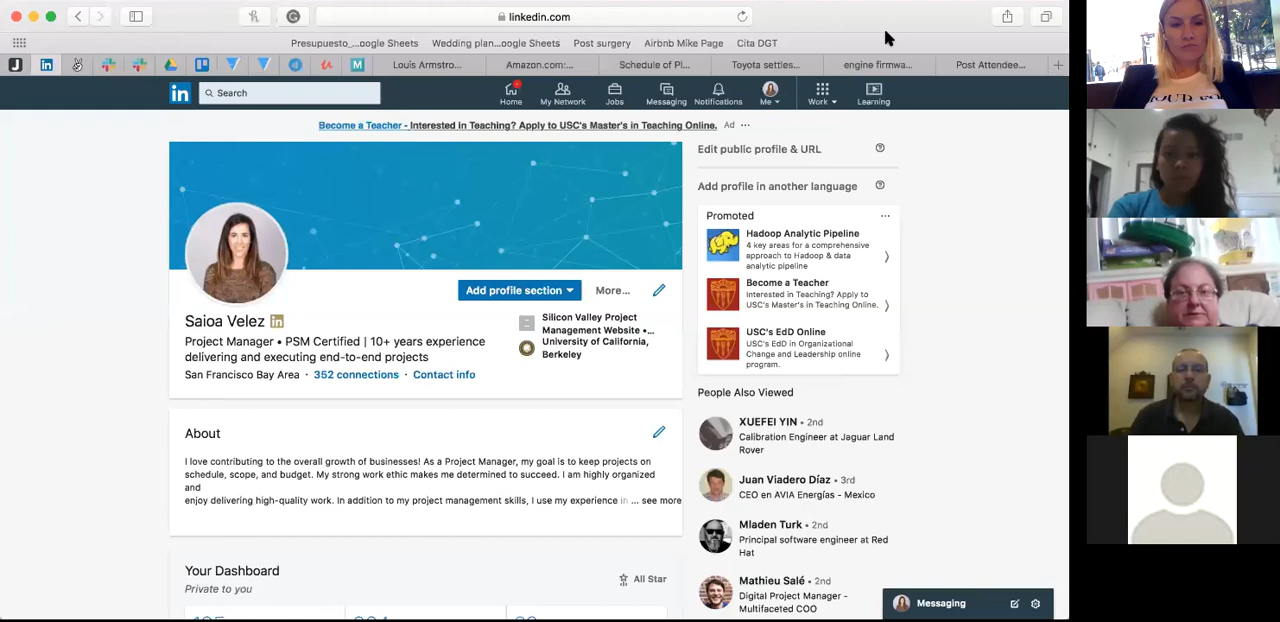 linkedin.com
Presupuesto_...oogle Sheets
Wedding plan...oogle Sheets
Post surgery
Airbnb Mike Page
Cita DGT
Louis Armstro...
Amazon.com:...
Schedule of Pi...
Toyota settles...
engine firmwa...
Post Attendee...
in
Search
Home
My Network
Jobs
Messaging
Notifications
Me
Work
Learning
Become a Teacher - Interested in Teaching? Apply to USC's Master's in Teaching Online. Ad ...
Add profile section
More...
Saioa Velez in
Project Manager • PSM Certified | 10+ years experience
delivering and executing end-to-end projects
San Francisco Bay Area · 352 connections · Contact info
Silicon Valley Project
Management Website •...
University of California,
Berkeley
About
I love contributing to the overall growth of businesses! As a Project Manager, my goal is to keep projects on
schedule, scope, and budget. My strong work ethic makes me determined to succeed. I am highly organized
and
enjoy delivering high-quality work. In addition to my project management skills, I use my experience in ... see more
Your Dashboard
Private to you
All Star
Edit public profile & URL
Add profile in another language
Promoted
Hadoop Analytic Pipeline
4 key areas for a comprehensive
approach to Hadoop & data
analytic pipeline
Become a Teacher
Interested in Teaching? Apply to
USC's Master's in Teaching Online.
USC's EdD Online
USC's EdD in Organizational
Change and Leadership online
program.
People Also Viewed
XUEFEI YIN • 2nd
Calibration Engineer at Jaguar Land
Rover
Juan Viadero Díaz • 3rd
CEO en AVIA Energías - Mexico
Mladen Turk • 2nd
Principal software engineer at Red
Hat
Mathieu Salé • 2nd
Digital Project Manager -
Multifaceted COO
Messaging